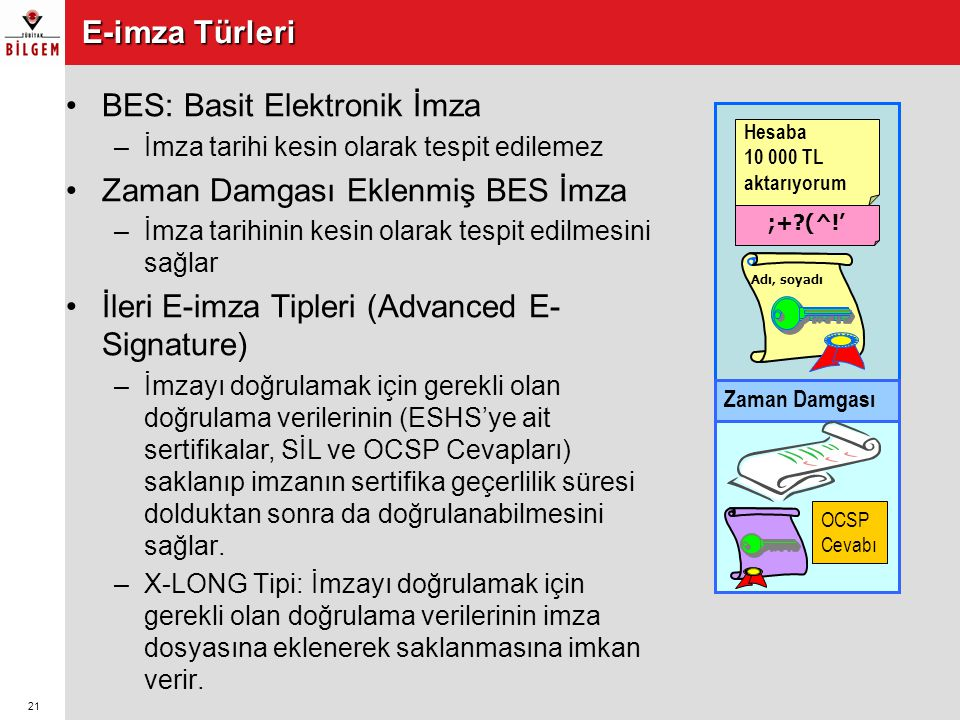 TÜBİTAK
BİLGEM
E-imza Türleri
• BES: Basit Elektronik İmza
– İmza tarihi kesin olarak tespit edilemez
• Zaman Damgası Eklenmiş BES İmza
– İmza tarihinin kesin olarak tespit edilmesini
sağlar
• İleri E-imza Tipleri (Advanced E-
Signature)
– İmzayı doğrulamak için gerekli olan
doğrulama verilerinin (ESHS’ye ait
sertifikalar, SİL ve OCSP Cevapları)
saklanıp imzanın sertifika geçerlilik süresi
dolduktan sonra da doğrulanabilmesini
sağlar.
– X-LONG Tipi: İmzayı doğrulamak için
gerekli olan doğrulama verilerinin imza
dosyasına eklenerek saklanmasına imkan
verir.
Hesaba
10 000 TL
aktarıyorum
;+?(^!’
Adı, soyadı
Zaman Damgası
OCSP
Cevabı
21